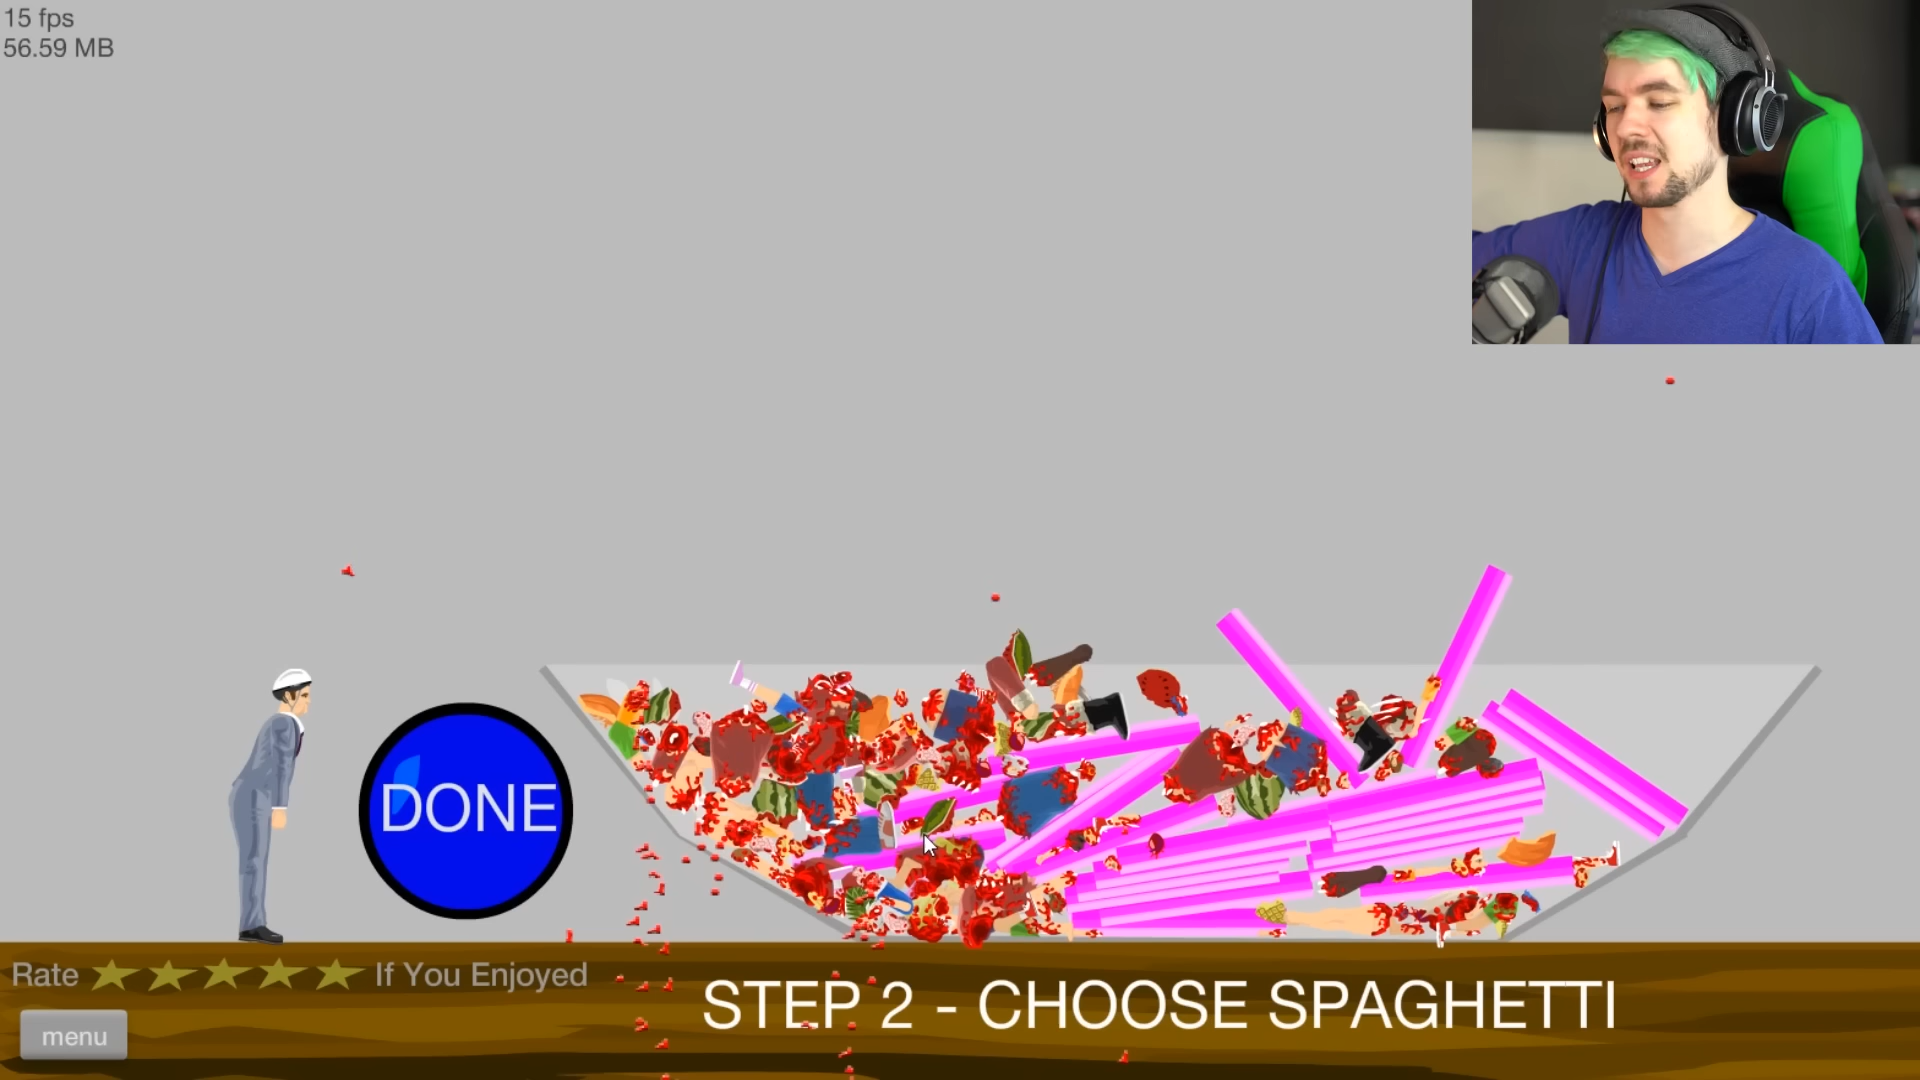 15 fps
56.59 MB
DONE
Rate ★★★★★ If You Enjoyed
STEP 2 - CHOOSE SPAGHETTI
menu